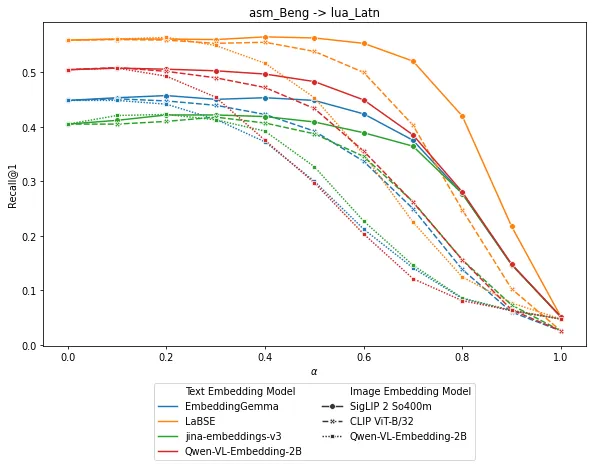 asm_Beng -> lua_Latn
Recall@1
0.5
0.4
0.3
0.2
0.1
0.0
0.0 0.2 0.4 0.6 0.8 1.0
α
Text Embedding Model
EmbeddingGemma
LaBSE
jina-embeddings-v3
Qwen-VL-Embedding-2B
Image Embedding Model
SigLIP 2 So400m
CLIP ViT-B/32
Qwen-VL-Embedding-2B